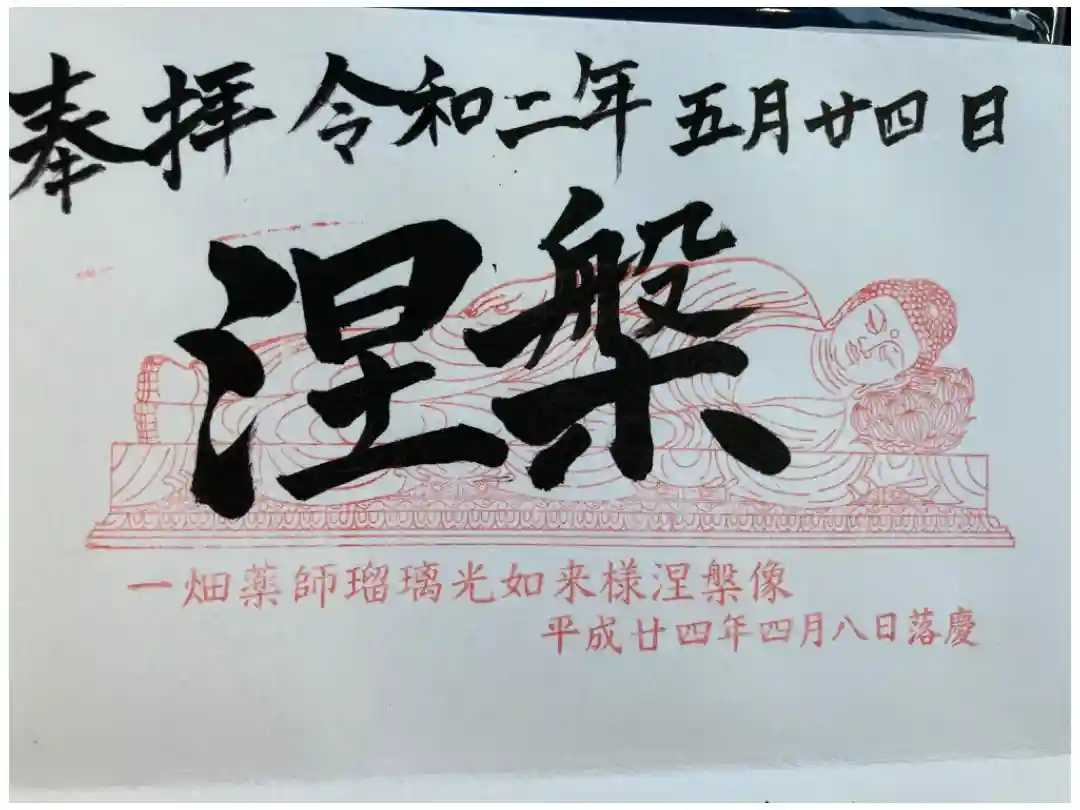 奉拝 令和二年 五月廿四日
涅槃
一畑薬師瑠璃光如来様涅槃像
平成廿四年四月八日落慶